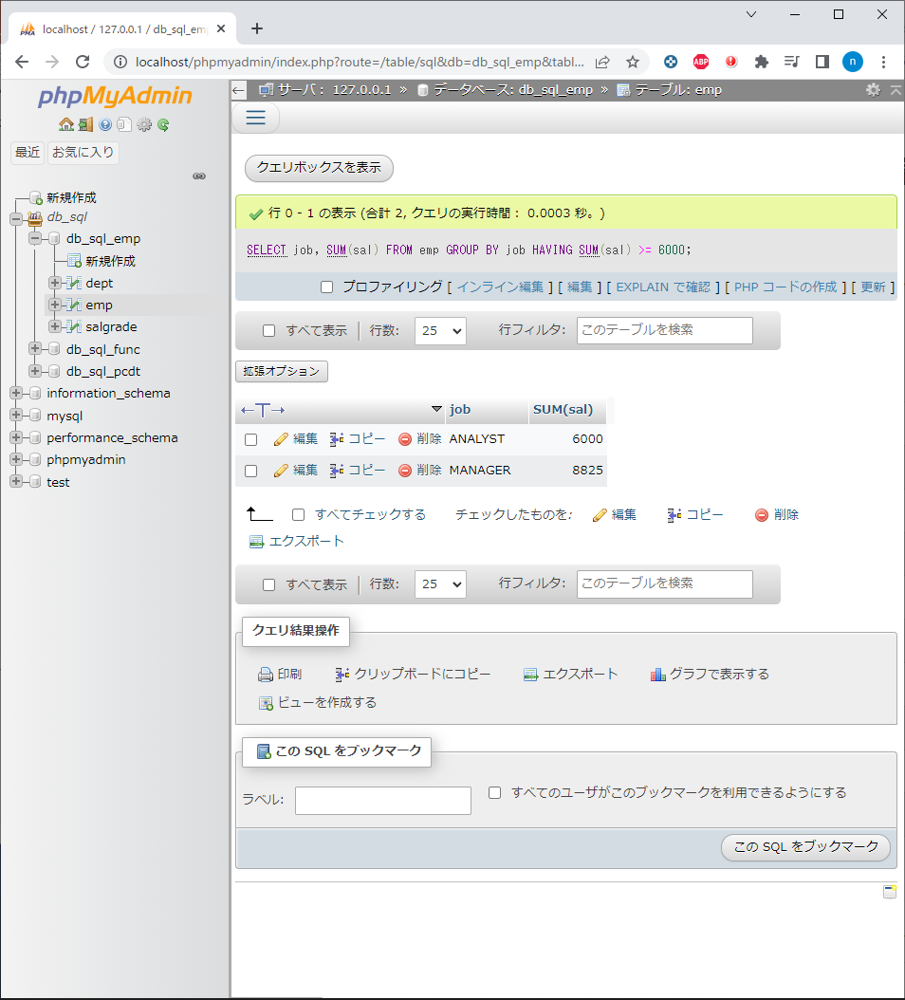 localhost / 127.0.0.1 / db_sql_em
localhost/phpmyadmin/index.php?route=/table/sql&db=db_sql_emp&tabl...
ABP
n
phpMyAdmin
最近
お気に入り
新規作成
db_sql
db_sql_emp
新規作成
dept
emp
salgrade
db_sql_func
db_sql_pcdt
information_schema
mysql
performance_schema
phpmyadmin
test
サーバ: 127.0.0.1 » データベース: db_sql_emp » テーブル: emp
クエリボックスを表示
行 0 - 1 の表示 (合計 2, クエリの実行時間: 0.0003 秒。)
SELECT job, SUM(sal) FROM emp GROUP BY job HAVING SUM(sal) >= 6000;
プロファイリング [ インライン編集 ] [ 編集 ] [ EXPLAIN で確認 ] [ PHP コードの作成 ] [ 更新 ]
すべて表示 行数: 25 行フィルタ: このテーブルを検索
拡張オプション
←T→ job SUM(sal)
編集 コピー 削除 ANALYST 6000
編集 コピー 削除 MANAGER 8825
すべてチェックする チェックしたものを: 編集 コピー 削除
エクスポート
すべて表示 行数: 25 行フィルタ: このテーブルを検索
クエリ結果操作
印刷 クリップボードにコピー エクスポート グラフで表示する
ビューを作成する
この SQL をブックマーク
ラベル: すべてのユーザがこのブックマークを利用できるようにする
この SQL をブックマーク